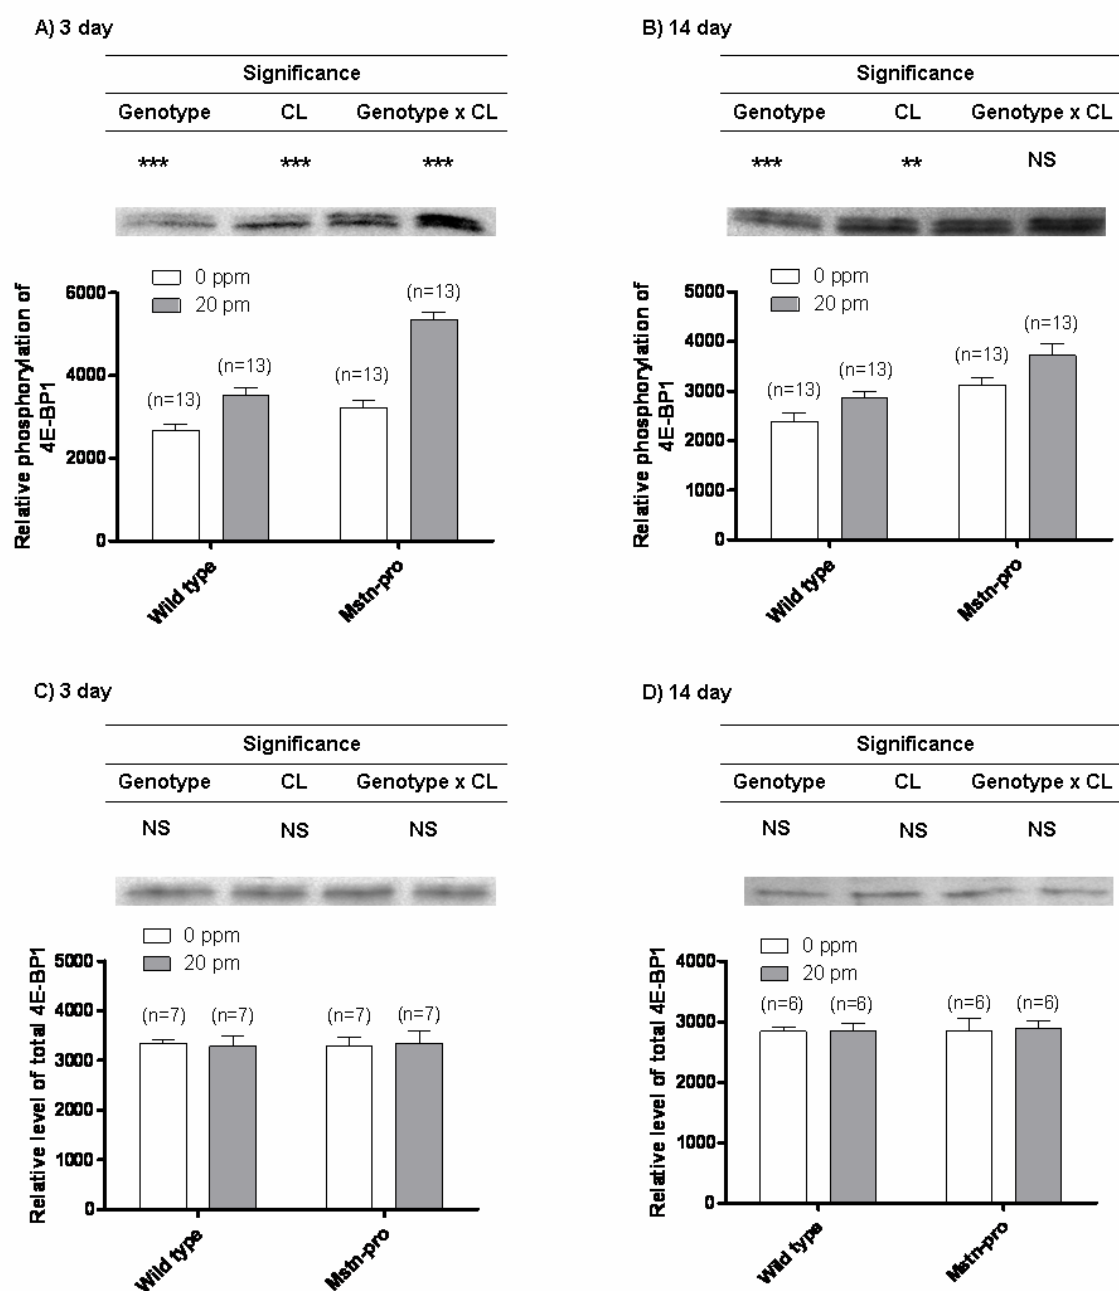 A) 3 day
Significance
Genotype CL Genotype x CL
*** *** ***
0 ppm
20 pm
Relative phosphorylation of
4E-BP1
6000
4000
2000
0
(n=13)
(n=13)
(n=13)
(n=13)
Wild type
Mstn-pro
B) 14 day
Significance
Genotype CL Genotype x CL
*** ** NS
0 ppm
20 pm
Relative phosphorylation of
4E-BP1
5000
4000
3000
2000
1000
0
(n=13)
(n=13)
(n=13)
(n=13)
Wild type
Mstn-pro
C) 3 day
Significance
Genotype CL Genotype x CL
NS NS NS
0 ppm
20 pm
Relative level of total 4E-BP1
5000
4000
3000
2000
1000
0
(n=7)
(n=7)
(n=7)
(n=7)
Wild type
Mstn-pro
D) 14 day
Significance
Genotype CL Genotype x CL
NS NS NS
0 ppm
20 pm
Relative level of total 4E-BP1
4000
3000
2000
1000
0
(n=6)
(n=6)
(n=6)
(n=6)
Wild type
Mstn-pro